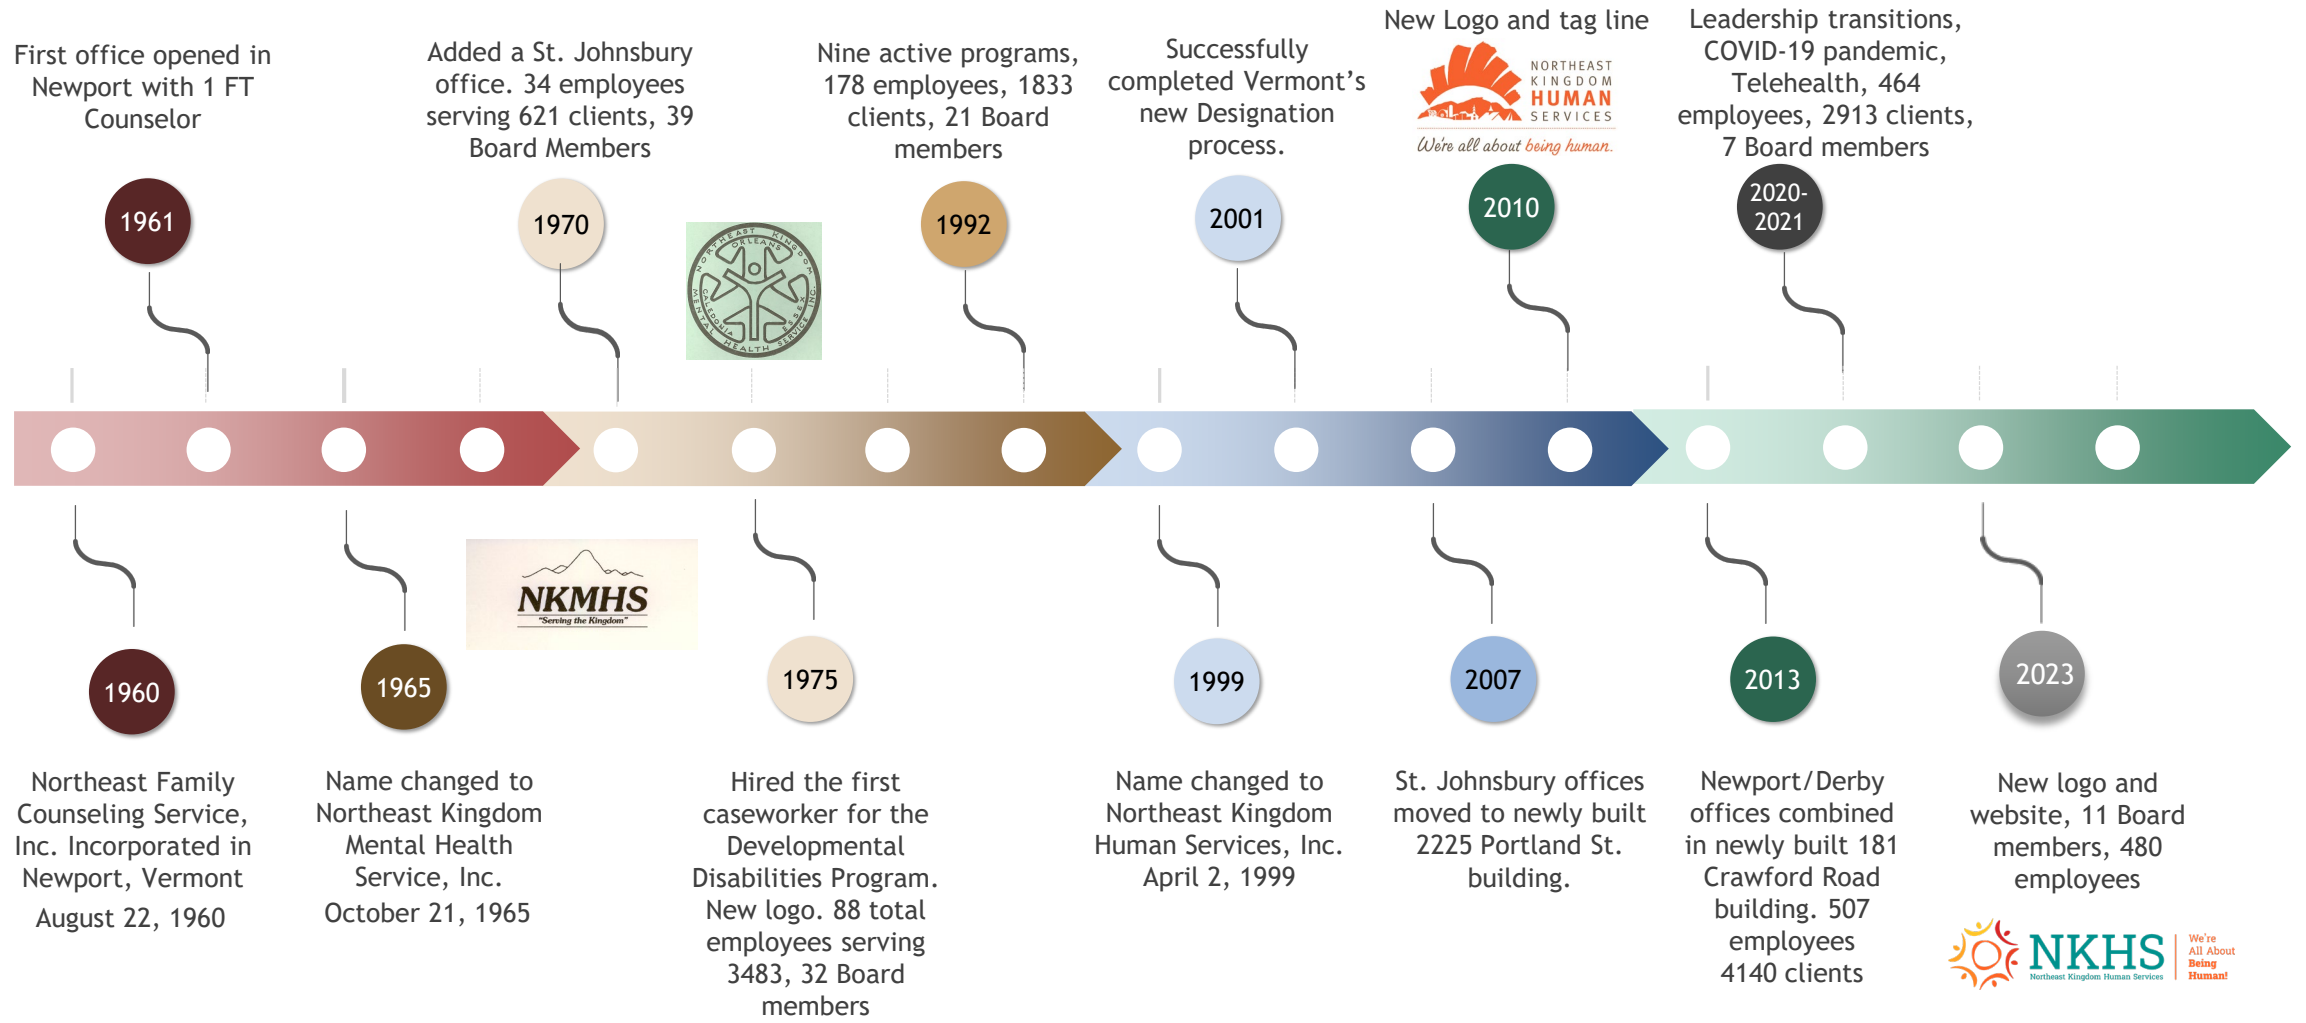 First office opened in
Newport with 1 FT
Counselor
1961
Added a St. Johnsbury
office. 34 employees
serving 621 clients, 39
Board Members
1970
NORTHEAST KINGDOM
MENTAL HEALTH SERVICE INC.
ORLEANS
CALEDONIA
ESSEX
Nine active programs,
178 employees, 1833
clients, 21 Board
members
1992
Successfully
completed Vermont’s
new Designation
process.
2001
New Logo and tag line
NORTHEAST
KINGDOM
HUMAN
SERVICES
We're all about being human.
2010
Leadership transitions,
COVID-19 pandemic,
Telehealth, 464
employees, 2913 clients,
7 Board members
2020-
2021
1960
Northeast Family
Counseling Service,
Inc. Incorporated in
Newport, Vermont
August 22, 1960
1965
Name changed to
Northeast Kingdom
Mental Health
Service, Inc.
October 21, 1965
NKMHS
"Serving the Kingdom"
1975
Hired the first
caseworker for the
Developmental
Disabilities Program.
New logo. 88 total
employees serving
3483, 32 Board
members
1999
Name changed to
Northeast Kingdom
Human Services, Inc.
April 2, 1999
2007
St. Johnsbury offices
moved to newly built
2225 Portland St.
building.
2013
Newport/Derby
offices combined
in newly built 181
Crawford Road
building. 507
employees
4140 clients
2023
New logo and
website, 11 Board
members, 480
employees
NKHS
Northeast Kingdom Human Services
We're
All About
Being
Human!